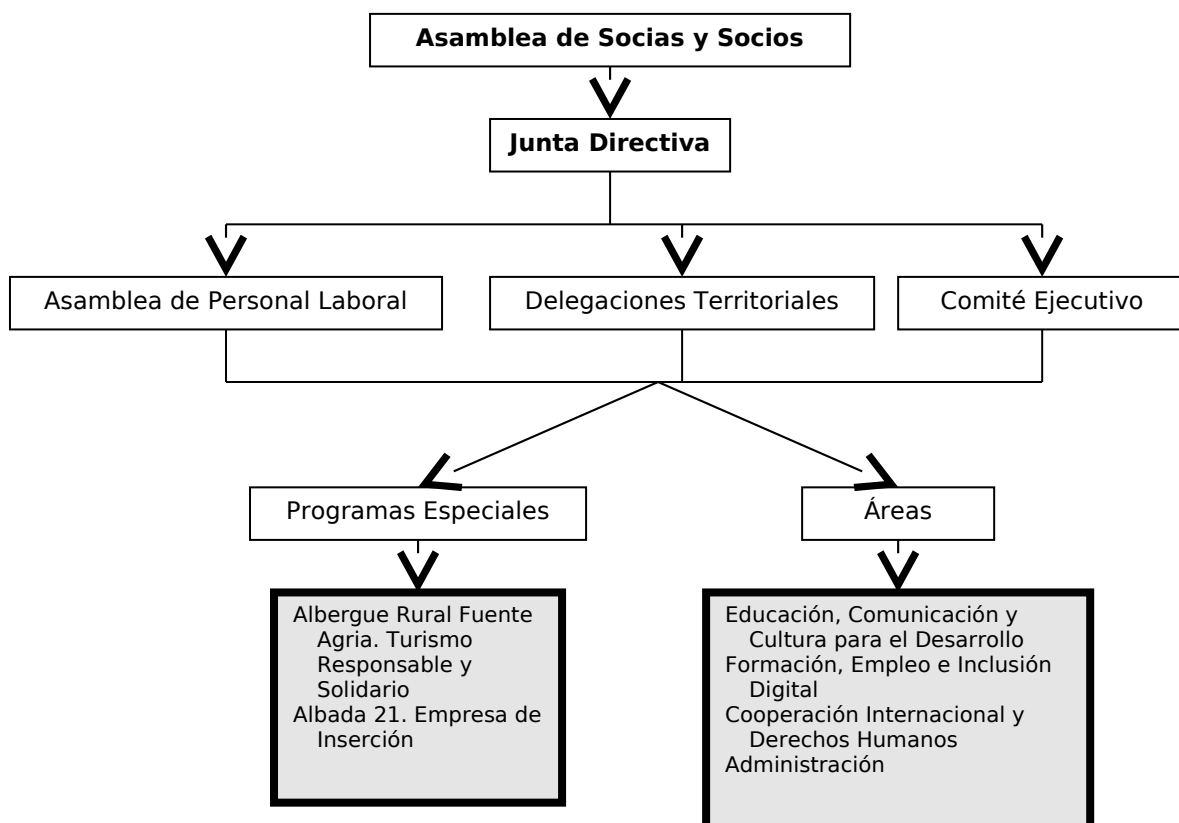 Asamblea de Socias y Socios
Junta Directiva
Asamblea de Personal Laboral
Delegaciones Territoriales
Comité Ejecutivo
Programas Especiales
Áreas
Albergue Rural Fuente
Agria. Turismo
Responsable y
Solidario
Albada 21. Empresa de
Inserción
Educación, Comunicación y
Cultura para el Desarrollo
Formación, Empleo e Inclusión
Digital
Cooperación Internacional y
Derechos Humanos
Administración